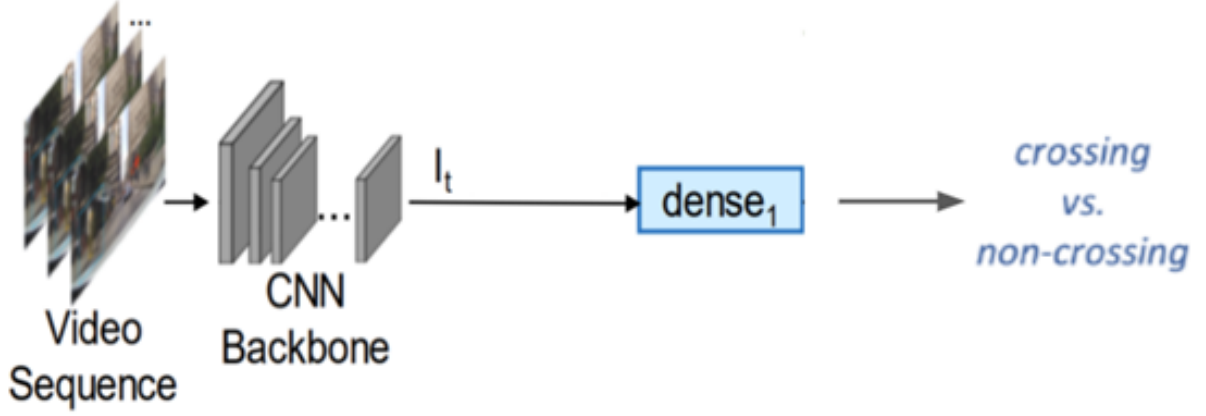 ...
Video
Sequence
...
CNN
Backbone
I_t
dense_1
crossing
vs.
non-crossing